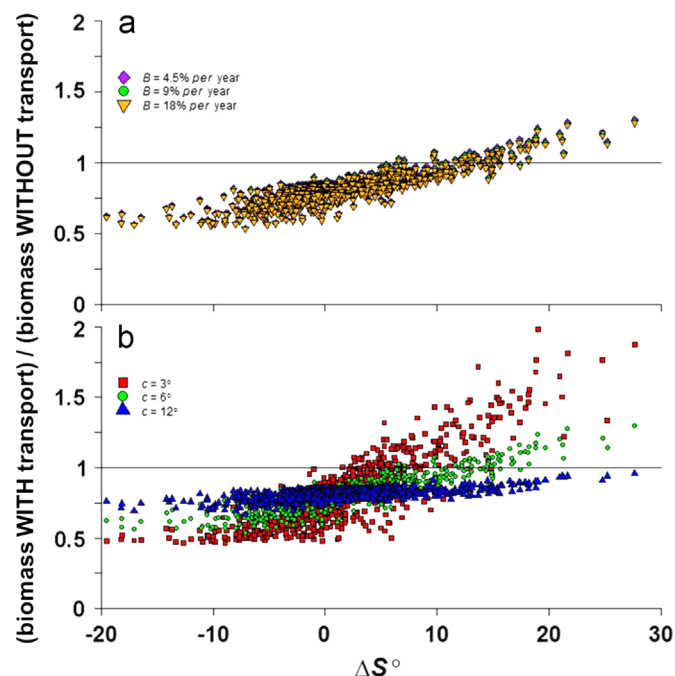 (biomass WITH transport) / (biomass WITHOUT transport)
a
2
B = 4.5% per year
B = 9% per year
B = 18% per year
1.5
1
0.5
0
b
2
c = 3°
c = 6°
c = 12°
1.5
1
0.5
0
-20 -10 0 10 20 30
ΔS°